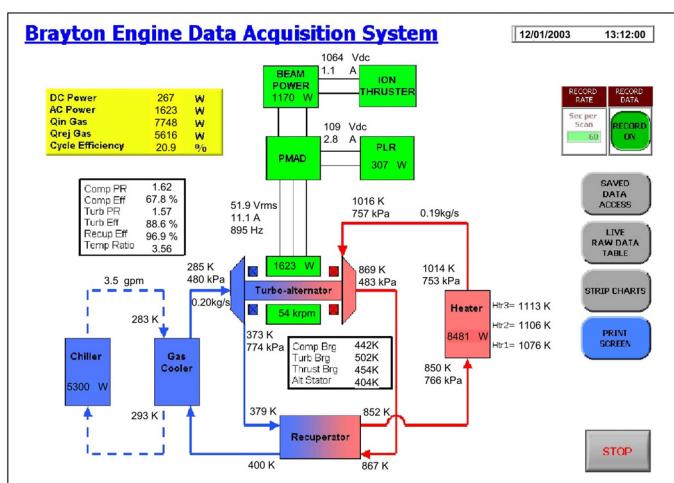 Brayton Engine Data Acquisition System
12/01/2003 13:12:00
DC Power 267 W
AC Power 1623 W
Qin Gas 7748 W
Qrej Gas 5616 W
Cycle Efficiency 20.9 %
1064 Vdc
1.1 A
BEAM POWER
1170 W
ION THRUSTER
109 Vdc
2.8 A
PMAD
PLR
307 W
RECORD RATE
RECORD DATA
Sec per Scan
60
RECORD ON
SAVED DATA ACCESS
LIVE RAW DATA TABLE
STRIP CHARTS
PRINT SCREEN
STOP
Comp PR 1.62
Comp Eff 67.8 %
Turb PR 1.57
Turb Eff 88.6 %
Recup Eff 96.9 %
Temp Ratio 3.56
51.9 Vrms
11.1 A
895 Hz
1016 K
757 kPa
0.19kg/s
285 K
480 kPa
0.20kg/s
1623 W
Turbo-alternator
54 krpm
869 K
483 kPa
1014 K
753 kPa
Heater
8481 W
Htr3= 1113 K
Htr2= 1106 K
Htr1= 1076 K
850 K
766 kPa
3.5 gpm
283 K
Chiller
5300 W
Gas Cooler
293 K
373 K
774 kPa
Comp Brg 442K
Turb Brg 502K
Thrust Brg 454K
Alt Stator 404K
379 K
852 K
Recuperator
400 K
867 K